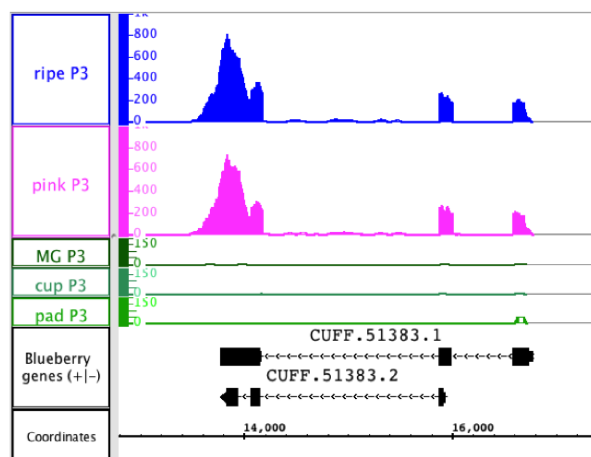 1k
ripe P3
800
600
400
200
0
1k
pink P3
800
600
400
200
0
MG P3
150
0
cup P3
150
0
pad P3
150
0
Blueberry
genes (+|-)
CUFF.51383.1
CUFF.51383.2
Coordinates
14,000
16,000